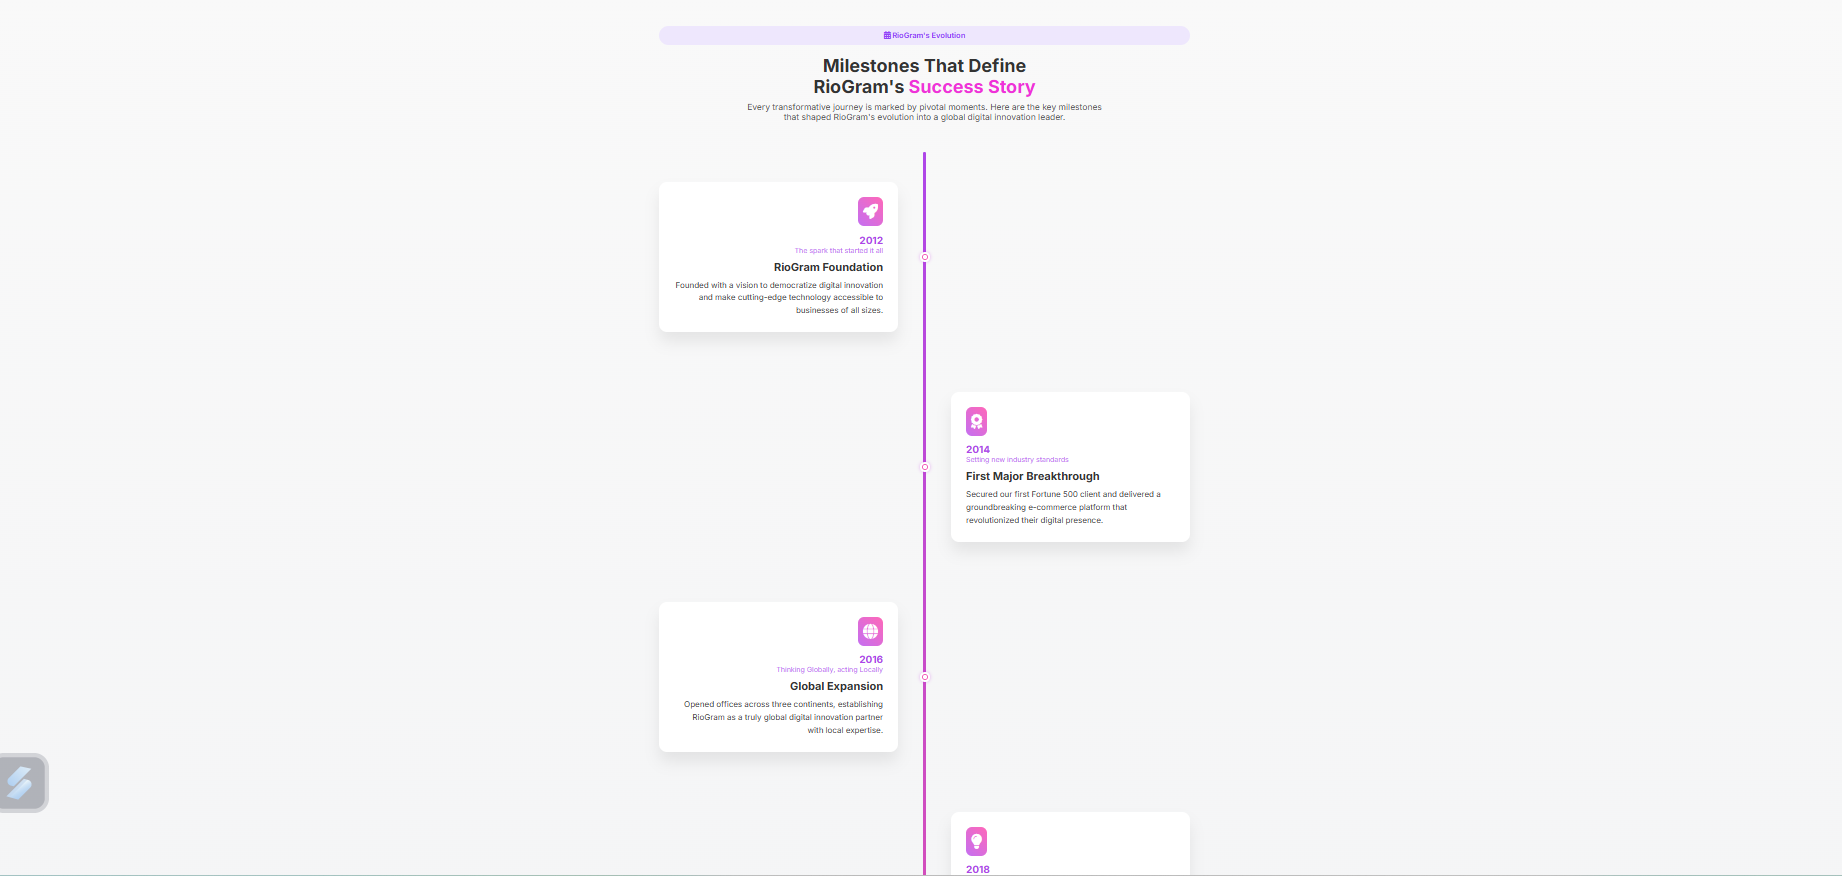 RioGram's Evolution
Milestones That Define
RioGram's Success Story
Every transformative journey is marked by pivotal moments. Here are the key milestones
that shaped RioGram's evolution into a global digital innovation leader.
2012
The spark that started it all
RioGram Foundation
Founded with a vision to democratize digital innovation
and make cutting-edge technology accessible to
businesses of all sizes.
2014
Setting new industry standards
First Major Breakthrough
Secured our first Fortune 500 client and delivered a
groundbreaking e-commerce platform that
revolutionized their digital presence.
2016
Thinking Globally, acting Locally
Global Expansion
Opened offices across three continents, establishing
RioGram as a truly global digital innovation partner
with local expertise.
2018